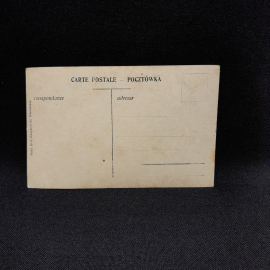 CARTE POSTALE – POCZTÓWKA
correspondance
adresse